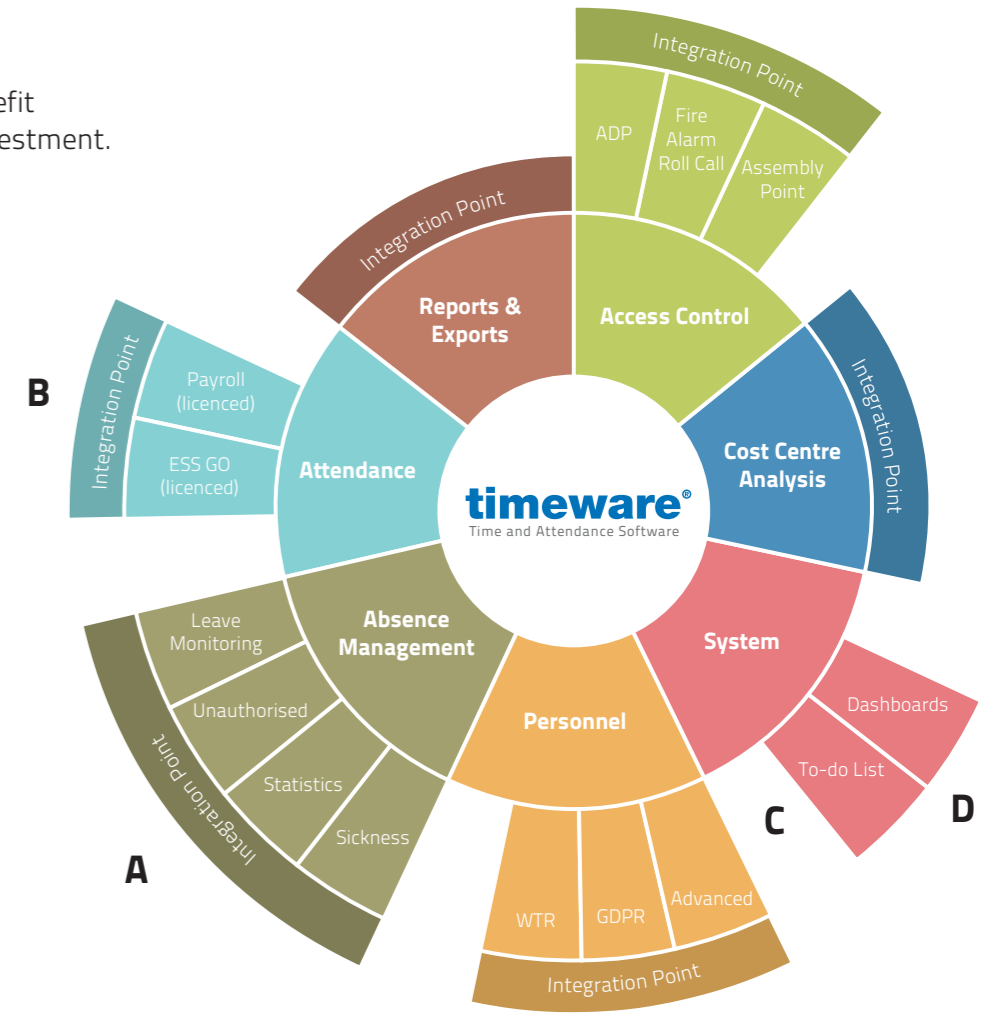 efit
estment.
Integration Point
ADP
Fire
Alarm
Roll Call
Assembly
Point
Integration Point
Reports &
Exports
Access Control
Integration Point
B
Integration Point
Payroll
(licenced)
ESS GO
(licenced)
Attendance
Cost Centre
Analysis
timeware®
Time and Attendance Software
Absence
Management
System
Personnel
Leave
Monitoring
Unauthorised
Statistics
Sickness
Integration Point
A
Dashboards
To-do List
C
D
WTR
GDPR
Advanced
Integration Point